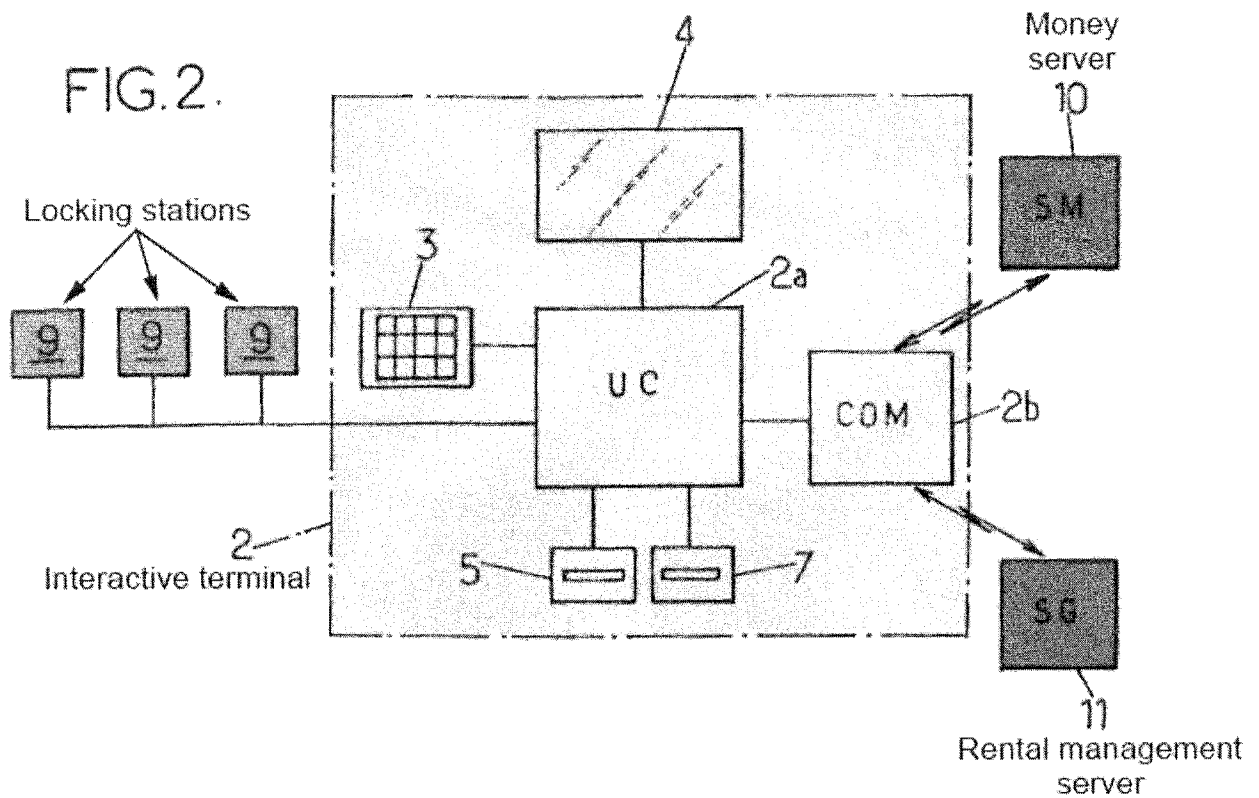 FIG.2.
4
Money
server
10
SM
Locking stations
3
2a
9
9
9
UC
COM
2b
2
Interactive terminal
5
7
SG
11
Rental management
server